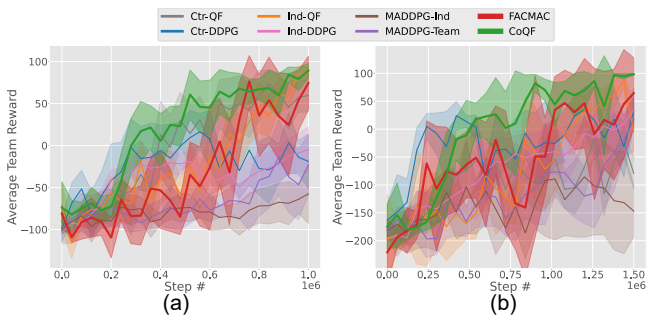 Ctr-QF Ind-QF MADDPG-Ind FACMAC
Ctr-DDPG Ind-DDPG MADDPG-Team CoQF
Average Team Reward
100
50
0
−50
−100
0.0 0.2 0.4 0.6 0.8 1.0
Step # 1e6
(a)
Average Team Reward
100
50
0
−50
−100
−150
−200
0.0 0.25 0.50 0.75 1.00 1.25 1.50
Step # 1e6
(b)